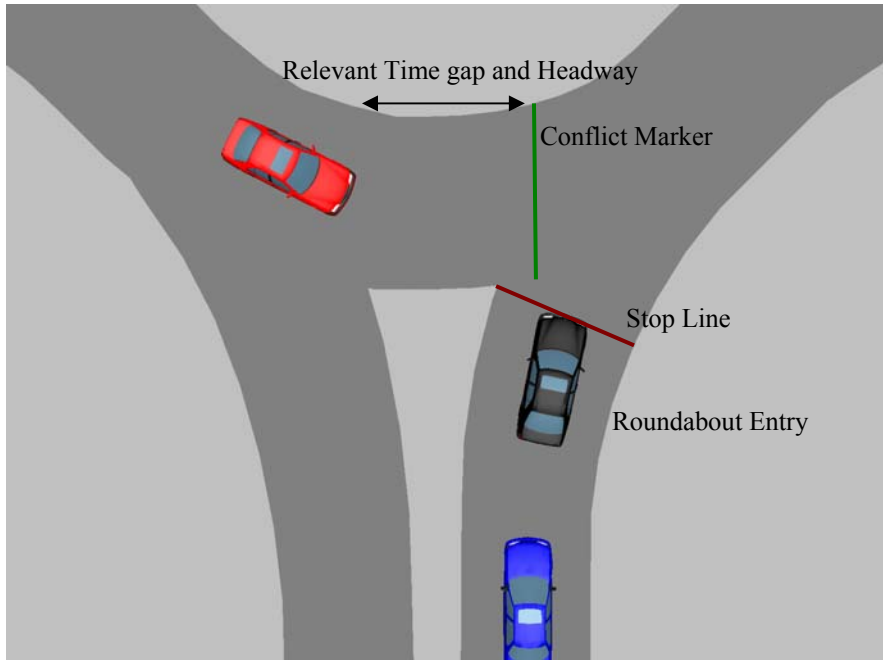 Relevant Time gap and Headway
Conflict Marker
Stop Line
Roundabout Entry